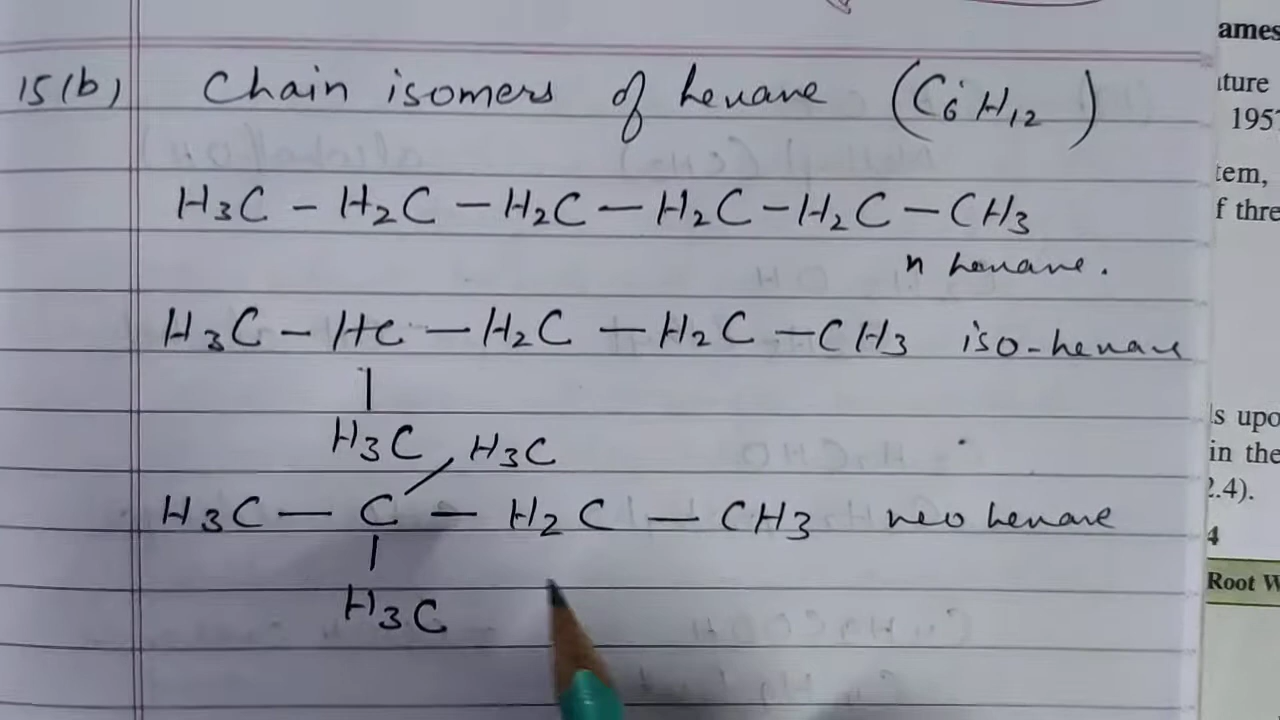 15(b) Chain isomers of hexane (C6H12)
H3C - H2C - H2C - H2C - H2C - CH3
n hexane.
H3C - HC - H2C - H2C - CH3 iso-hexane
|
H3C H3C
H3C - C - H2C - CH3 neo hexane
|
H3C
ames
ture
195
tem,
f thre
s upo
in the
2.4).
4
Root W